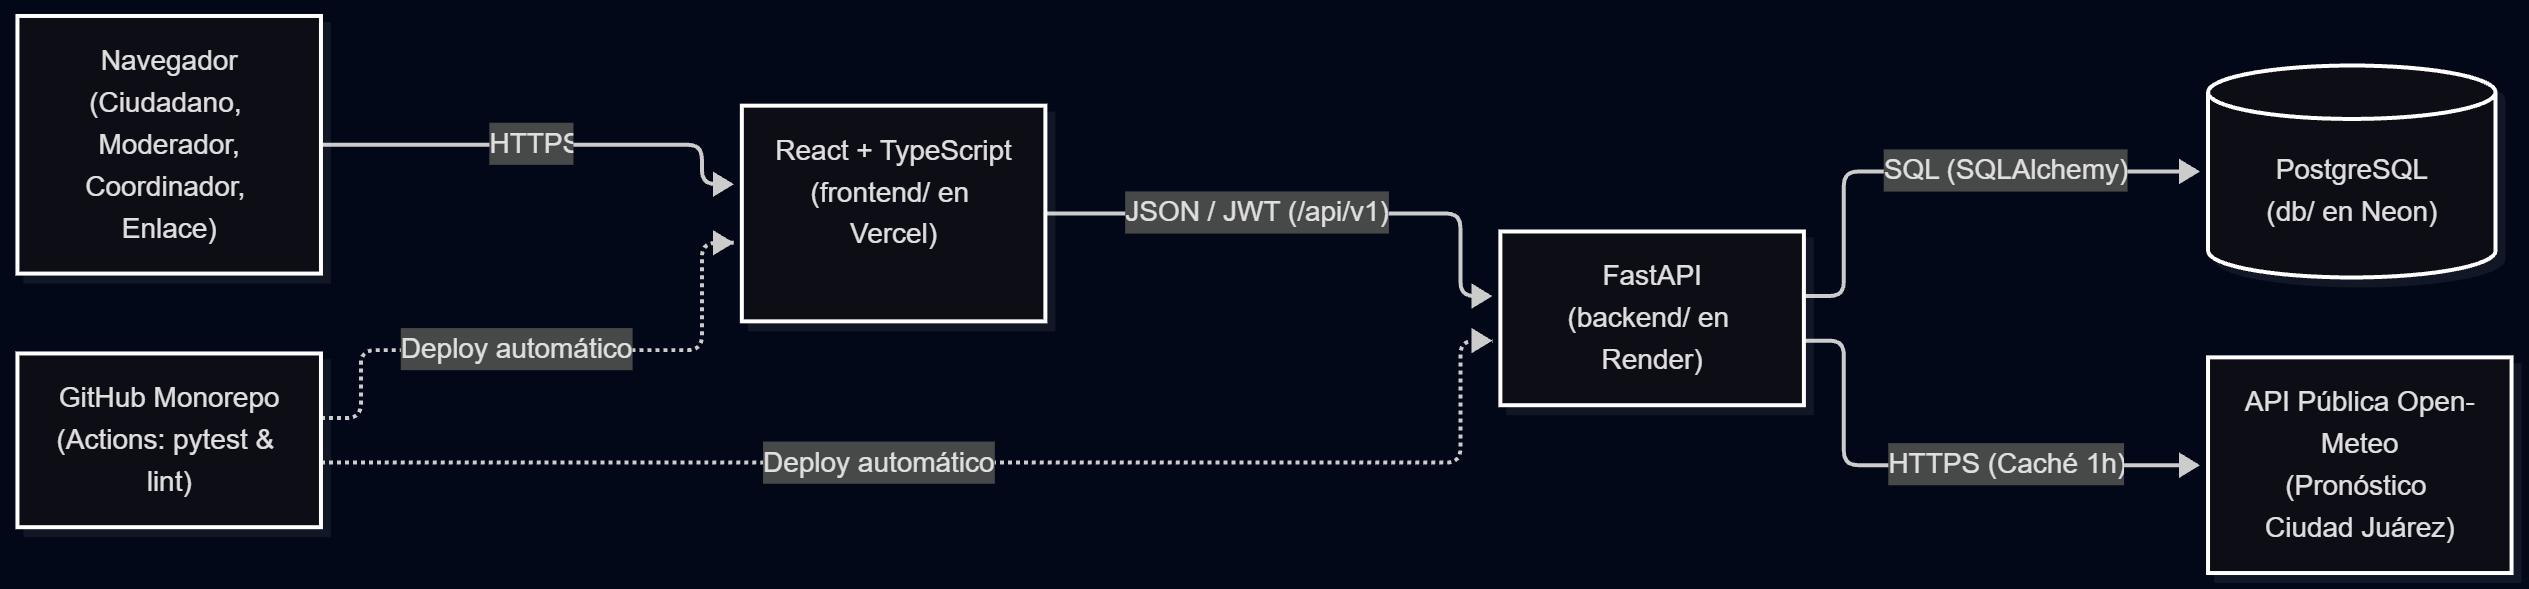 Navegador
(Ciudadano,
Moderador,
Coordinador,
Enlace)
HTTPS
React + TypeScript
(frontend/ en
Vercel)
JSON / JWT (/api/v1)
FastAPI
(backend/ en
Render)
SQL (SQLAlchemy)
PostgreSQL
(db/ en Neon)
HTTPS (Caché 1h)
API Pública Open-
Meteo
(Pronóstico
Ciudad Juárez)
GitHub Monorepo
(Actions: pytest &
lint)
Deploy automático
Deploy automático